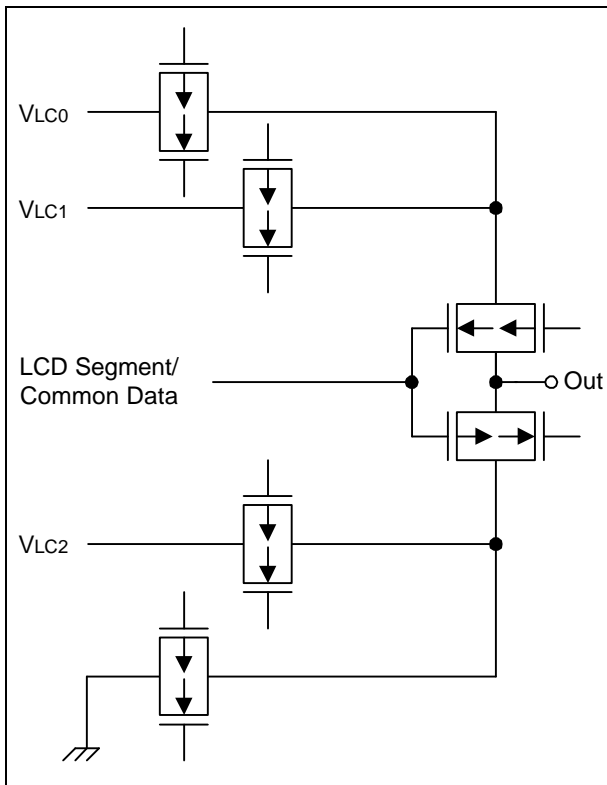 VLC0
VLC1
LCD Segment/
Common Data
Out
VLC2